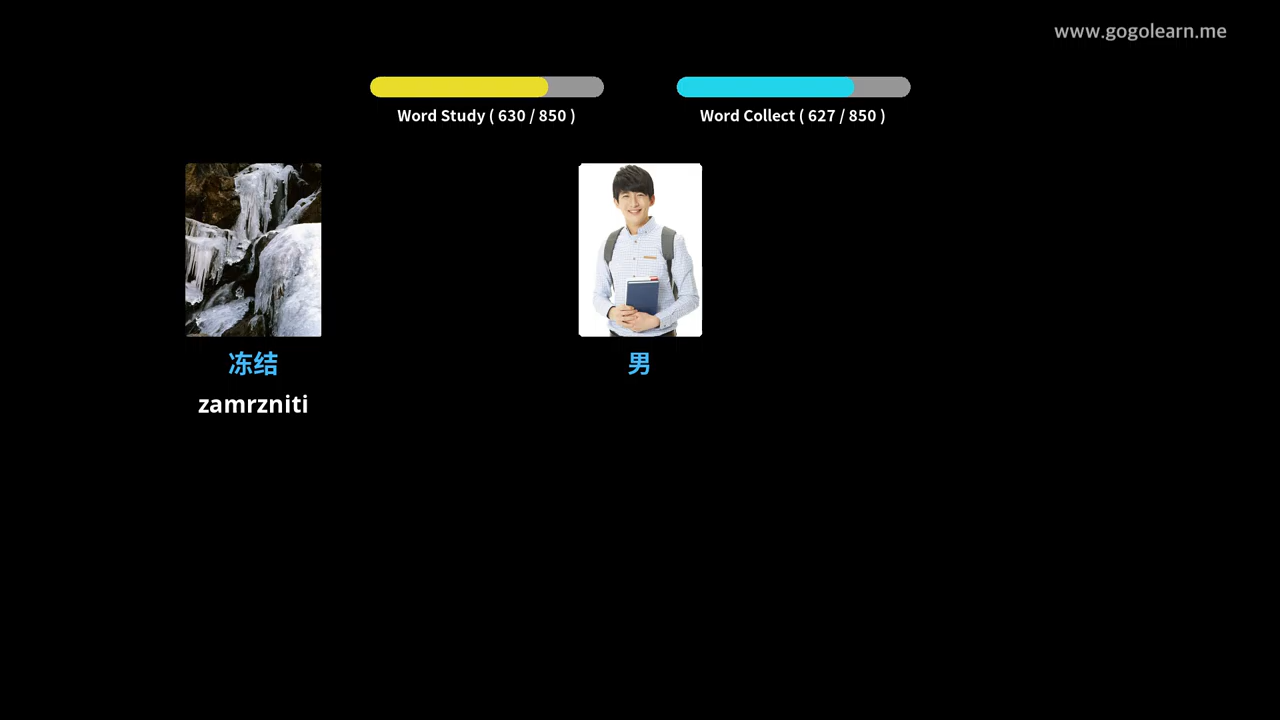 www.gogolearn.me
Word Study ( 630 / 850 )
Word Collect ( 627 / 850 )
冻结
男
zamrzniti